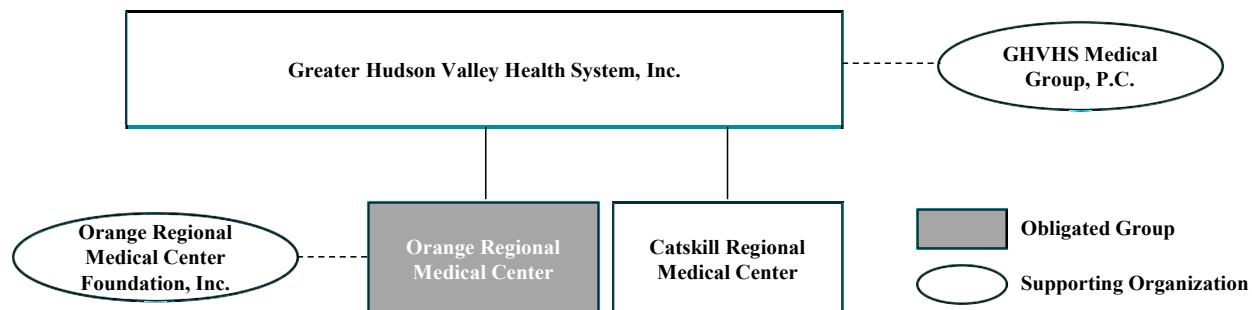 Greater Hudson Valley Health System, Inc.
GHVHS Medical
Group, P.C.
Orange Regional
Medical Center
Foundation, Inc.
Orange Regional
Medical Center
Catskill Regional
Medical Center
Obligated Group
Supporting Organization